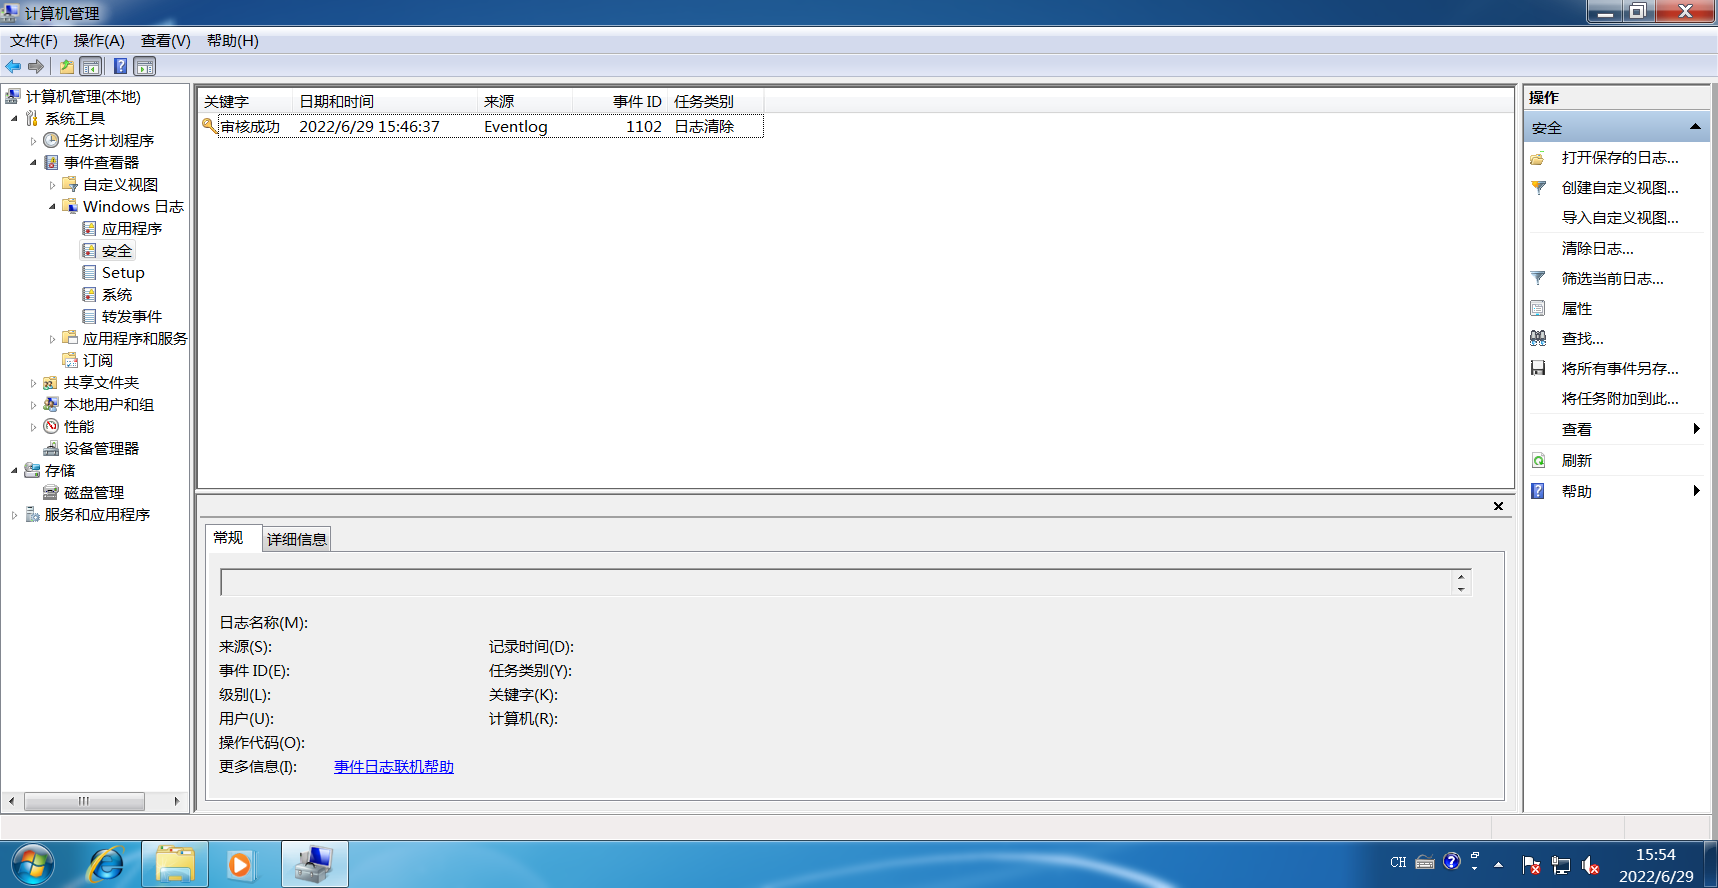 计算机管理
文件(F) 操作(A) 查看(V) 帮助(H)
计算机管理(本地)
系统工具
任务计划程序
事件查看器
自定义视图
Windows 日志
应用程序
安全
Setup
系统
转发事件
应用程序和服务
订阅
共享文件夹
本地用户和组
性能
设备管理器
存储
磁盘管理
服务和应用程序
关键字 日期和时间 来源 事件 ID 任务类别
审核成功 2022/6/29 15:46:37 Eventlog 1102 日志清除
常规 详细信息
日志名称(M):
来源(S): 记录时间(D):
事件 ID(E): 任务类别(Y):
级别(L): 关键字(K):
用户(U): 计算机(R):
操作代码(O):
更多信息(I): 事件日志联机帮助
操作
安全
打开保存的日志...
创建自定义视图...
导入自定义视图...
清除日志...
筛选当前日志...
属性
查找...
将所有事件另存...
将任务附加到此...
查看
刷新
帮助
CH
15:54
2022/6/29